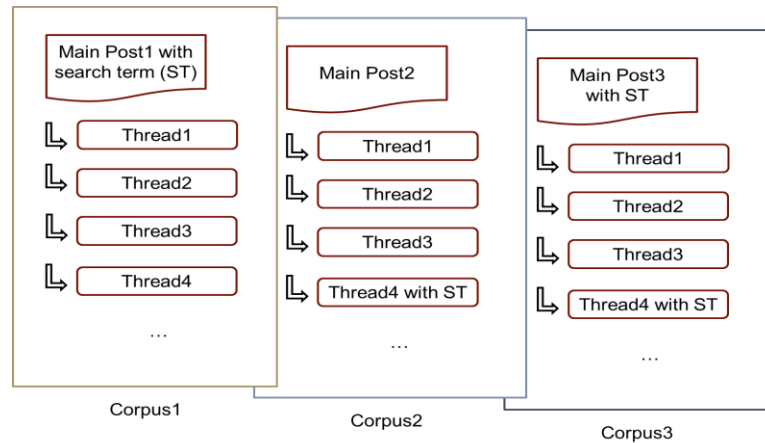 Main Post1 with
search term (ST)
Thread1
Thread2
Thread3
Thread4
...
Corpus1
Main Post2
Thread1
Thread2
Thread3
Thread4 with ST
...
Corpus2
Main Post3
with ST
Thread1
Thread2
Thread3
Thread4 with ST
...
Corpus3